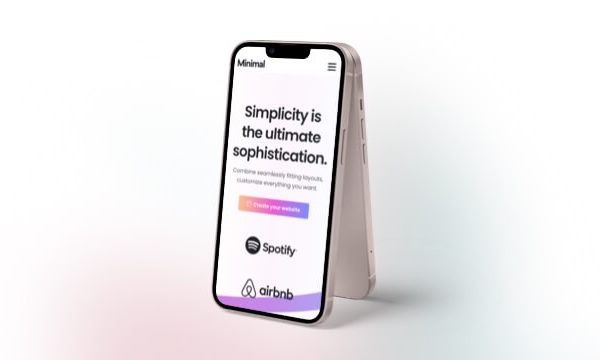 Minimal
Simplicity is
the ultimate
sophistication.
Combine seamlessly fitting layouts,
customize everything you want.
Create your website
Spotify
airbnb